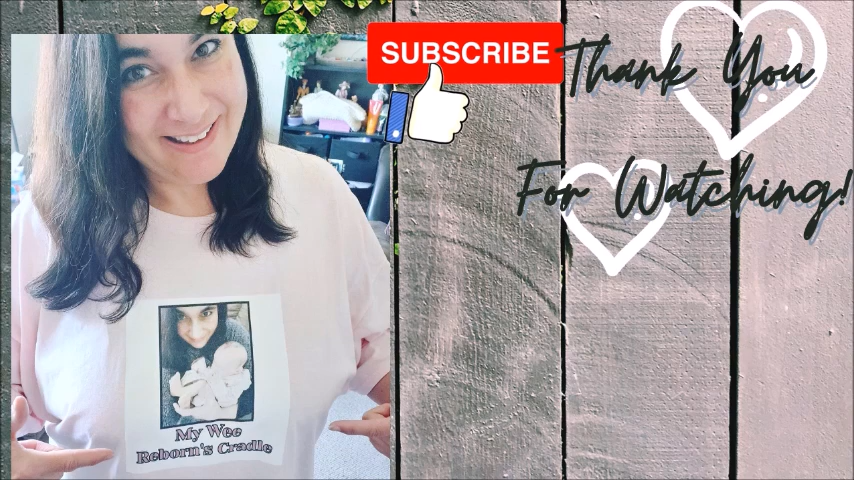 SUBSCRIBE
Thank You
For Watching!
My Wee
Reborn's Cradle